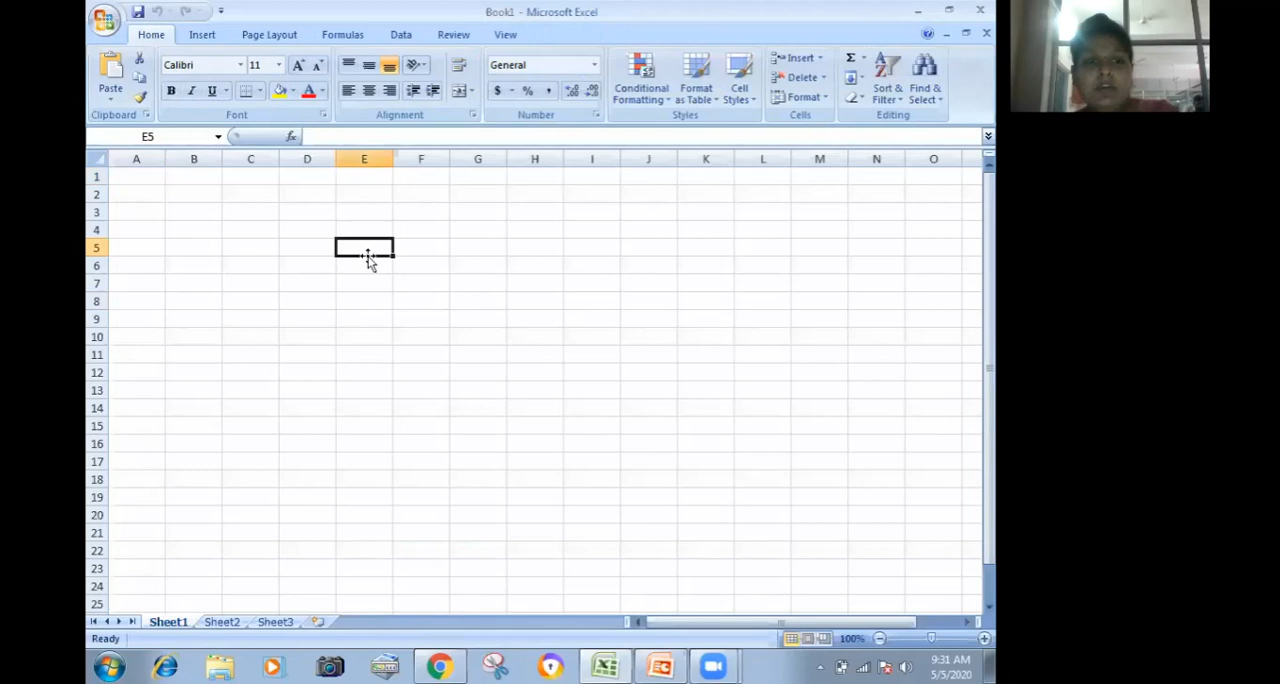 Book1 - Microsoft Excel
Home Insert Page Layout Formulas Data Review View
Calibri 11 General
Paste
B I U
$ % ,
Conditional Formatting
Format as Table
Cell Styles
Insert
Delete
Format
Σ
Sort & Filter
Find & Select
Clipboard Font Alignment Number Styles Cells Editing
E5 fx
A B C D E F G H I J K L M N O
1
2
3
4
5
6
7
8
9
10
11
12
13
14
15
16
17
18
19
20
21
22
23
24
25
Sheet1 Sheet2 Sheet3
Ready 100%
9:31 AM
5/5/2020